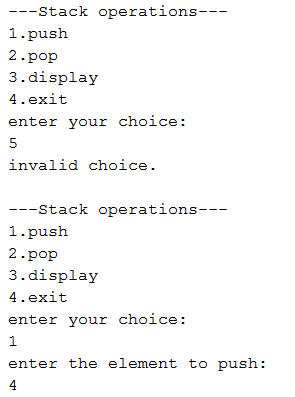 ---Stack operations---
1.push
2.pop
3.display
4.exit
enter your choice:
5
invalid choice.

---Stack operations---
1.push
2.pop
3.display
4.exit
enter your choice:
1
enter the element to push:
4